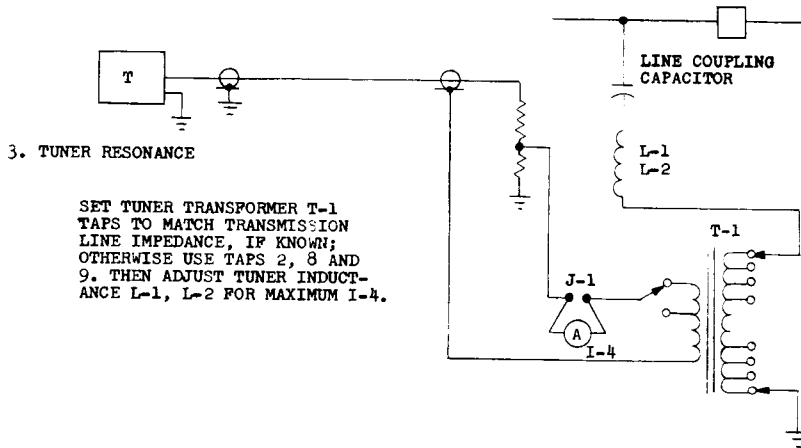 T
LINE COUPLING
CAPACITOR
3. TUNER RESONANCE
L-1
L-2
SET TUNER TRANSFORMER T-1
TAPS TO MATCH TRANSMISSION
LINE IMPEDANCE, IF KNOWN;
OTHERWISE USE TAPS 2, 8 AND
9. THEN ADJUST TUNER INDUCT-
ANCE L-1, L-2 FOR MAXIMUM I-4.
T-1
J-1
A
I-4